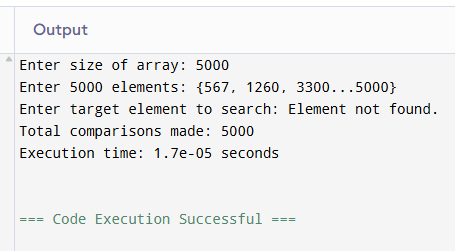 Output
Enter size of array: 5000
Enter 5000 elements: {567, 1260, 3300...5000}
Enter target element to search: Element not found.
Total comparisons made: 5000
Execution time: 1.7e-05 seconds
=== Code Execution Successful ===